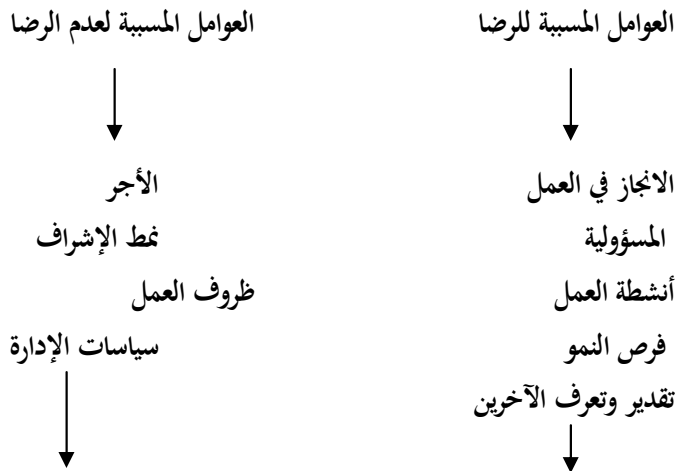 العوامل المسببة للرضا العوامل المسببة لعدم الرضا
الانجاز في العمل الأجر
المسؤولية نمط الإشراف
أنشطة العمل ظروف العمل
فرص النمو سياسات الإدارة
تقدير وتعرف الآخرين